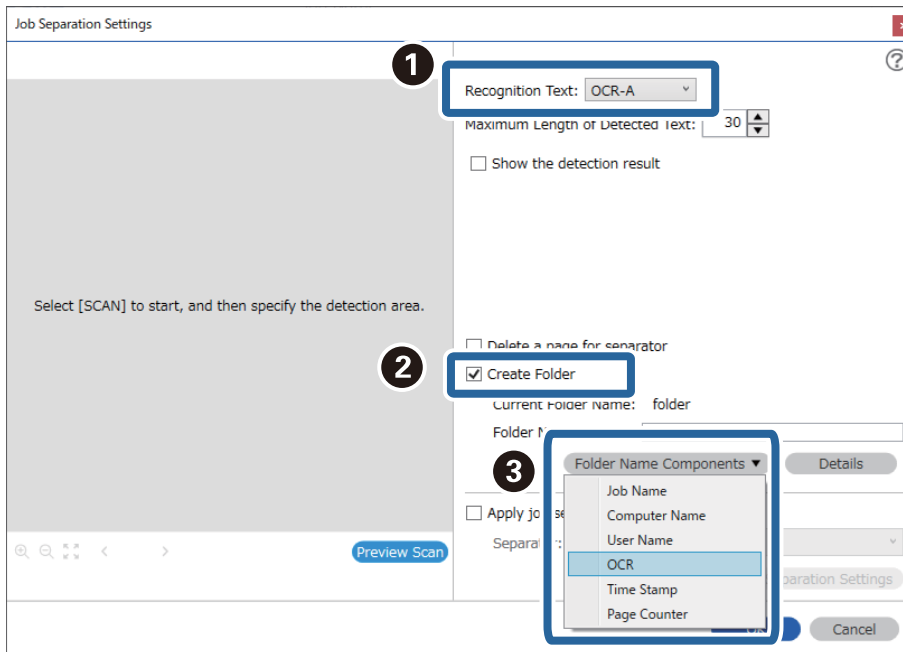 Job Separation Settings
1
Recognition Text: OCR-A
Maximum Length of Detected Text: 30
Show the detection result
Select [SCAN] to start, and then specify the detection area.
Delete a page for separator
2
Create Folder
Current Folder Name: folder
Folder
3
Folder Name Components ▼
Details
Job Name
Computer Name
User Name
OCR
Time Stamp
Page Counter
Apply
Preview Scan
Settings
Cancel